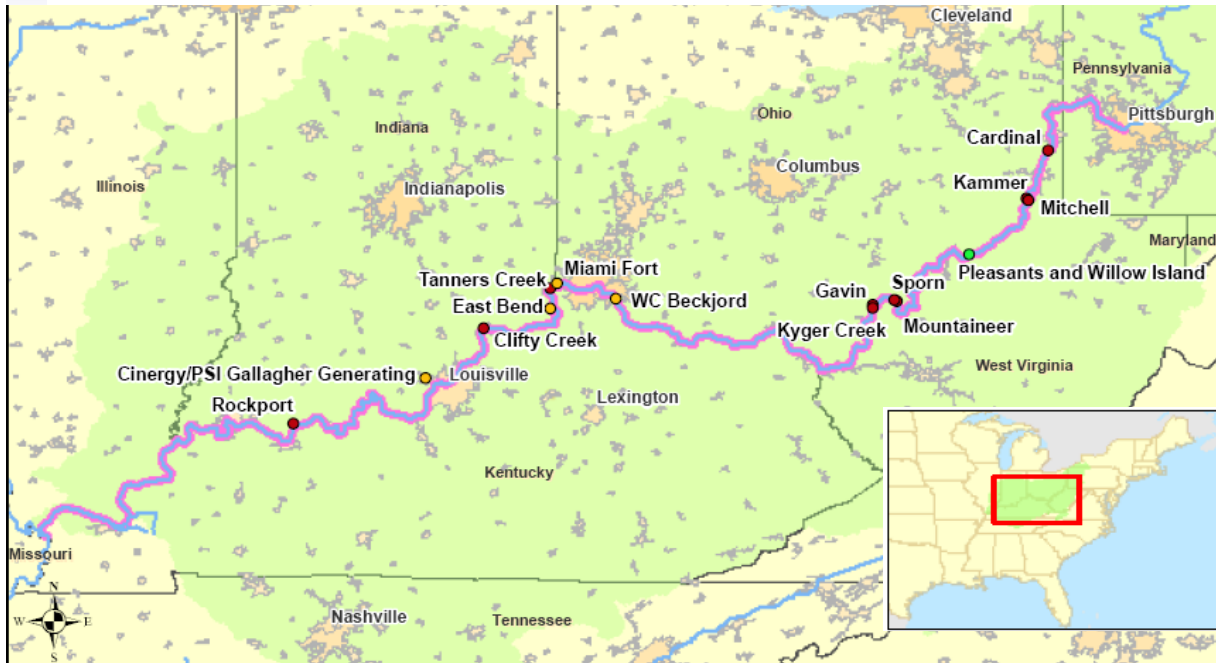 Cleveland
Pennsylvania
Ohio
Pittsburgh
Indiana
Cardinal
Columbus
Illinois
Indianapolis
Kammer
Mitchell
Maryland
Tanners Creek
Miami Fort
Pleasants and Willow Island
East Bend
WC Beckjord
Gavin
Sporn
Clifty Creek
Kyger Creek
Mountaineer
Cinergy/PSI Gallagher Generating
Louisville
West Virginia
Rockport
Lexington
Kentucky
Missouri
N
W
E
S
Nashville
Tennessee